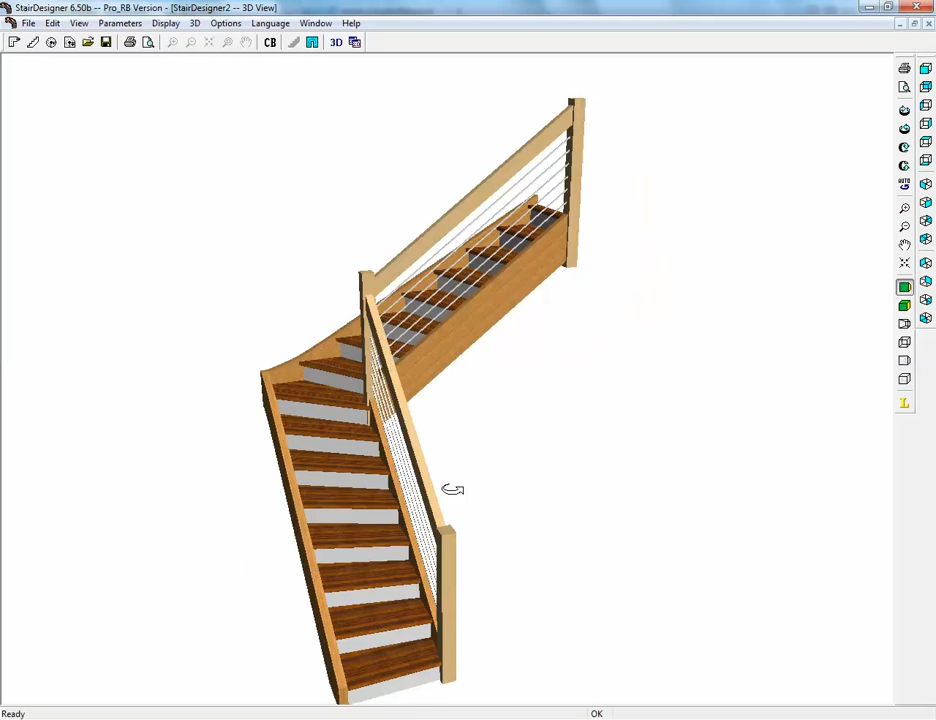 StairDesigner 6.50b - Pro_RB Version - [StairDesigner2 -- 3D View]
File Edit View Parameters Display 3D Options Language Window Help
CB 3D
AUTO
L
Ready OK